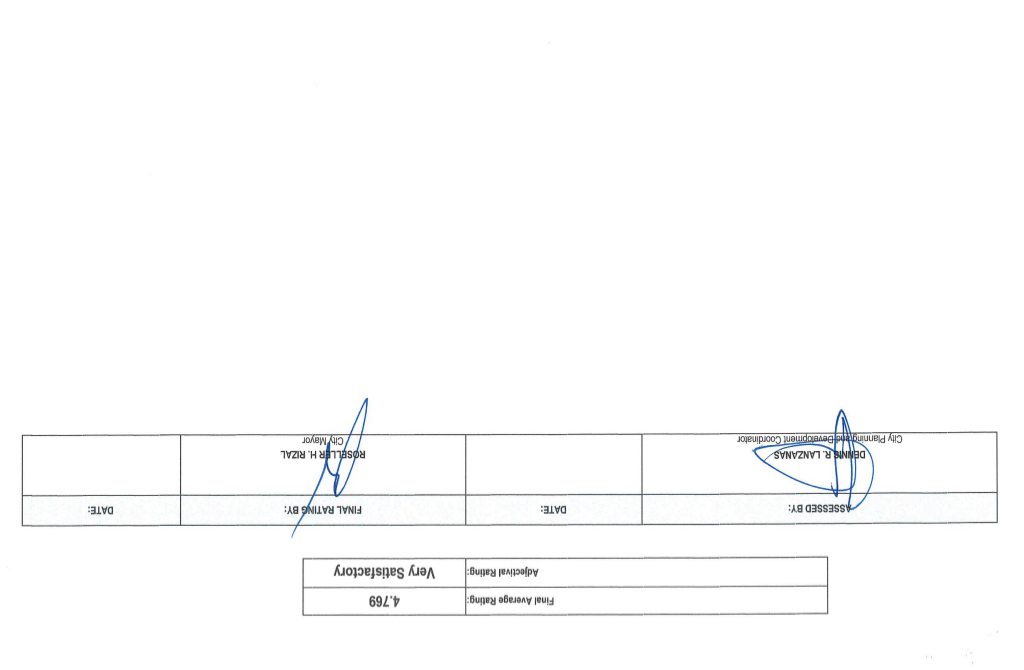 Final Average Rating: 4.769
Adjectival Rating: Very Satisfactory
ASSESSED BY: DATE: FINAL RATING BY: DATE:
DENNIS R. LANZANAS ROSELLER H. RIZAL
City Planning and Development Coordinator City Mayor